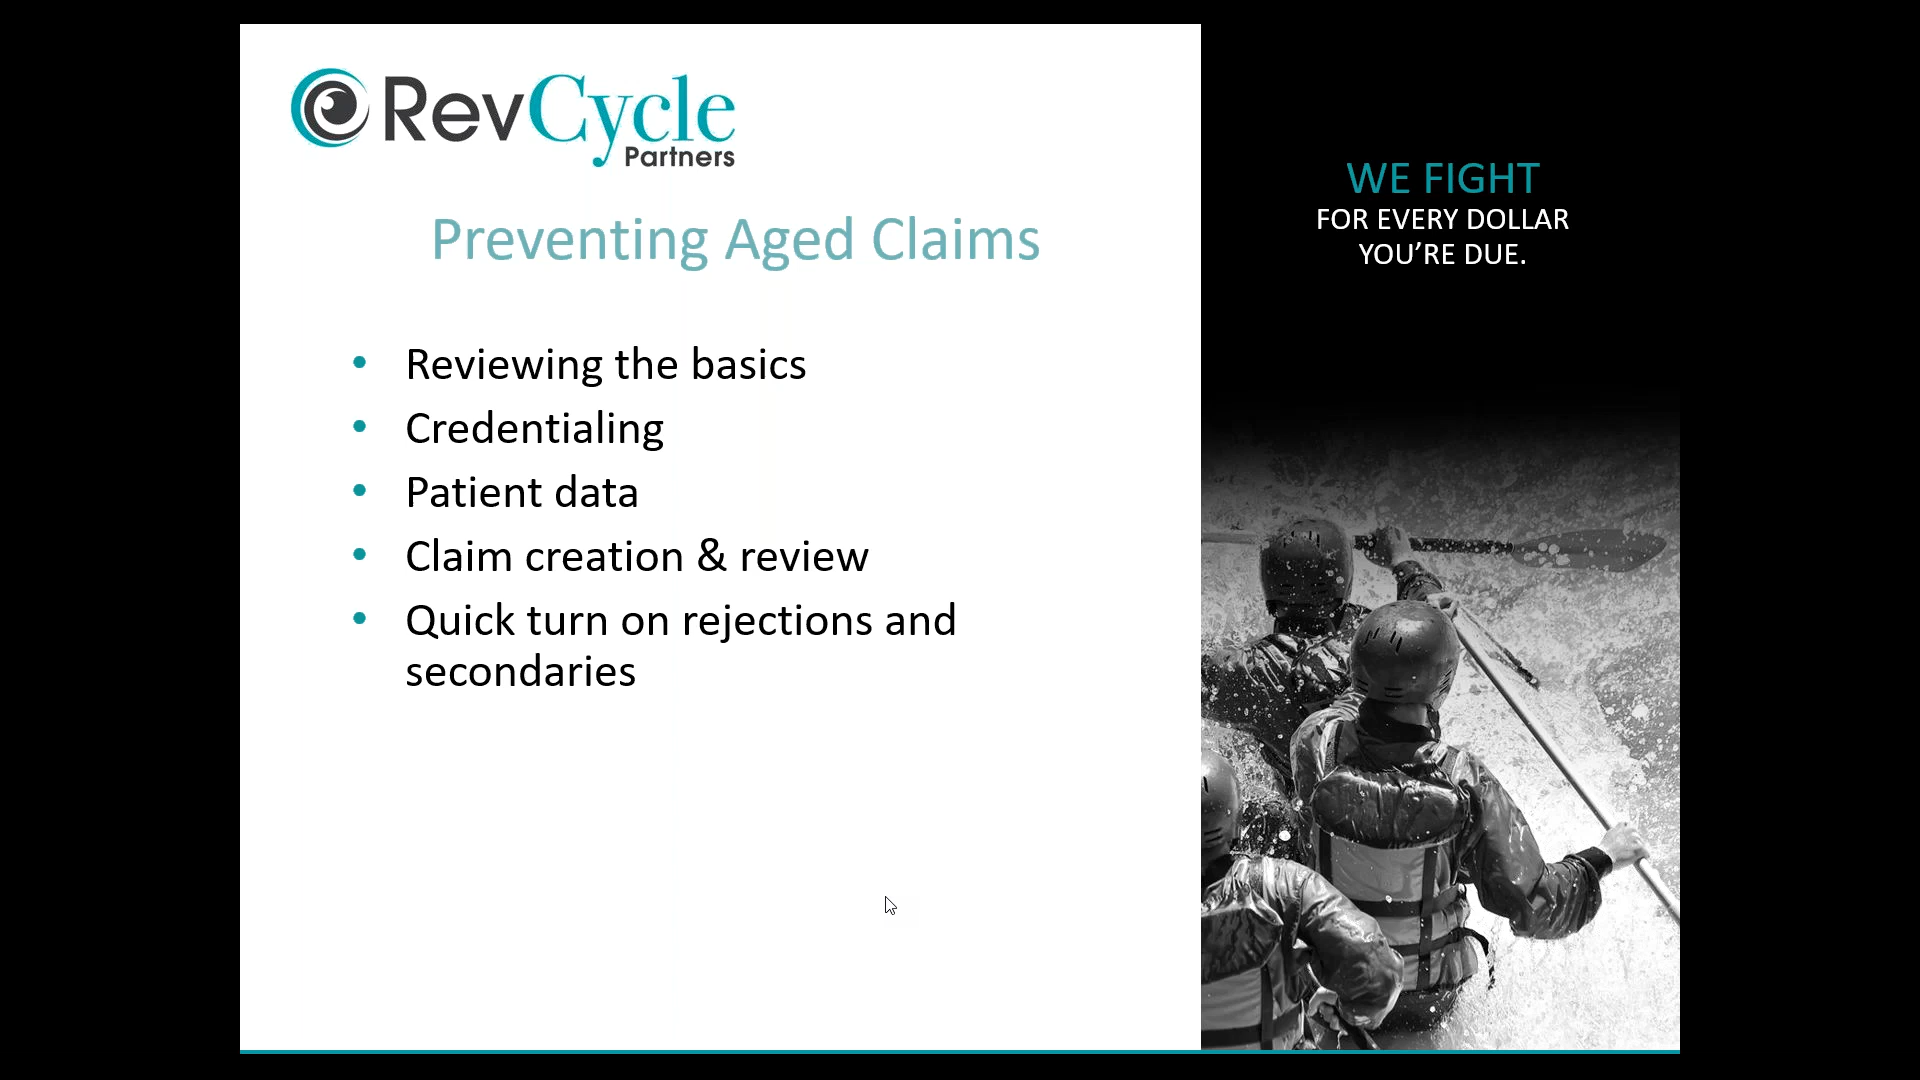 RevCycle
Partners
Preventing Aged Claims
• Reviewing the basics
• Credentialing
• Patient data
• Claim creation & review
• Quick turn on rejections and
secondaries
WE FIGHT
FOR EVERY DOLLAR
YOU’RE DUE.